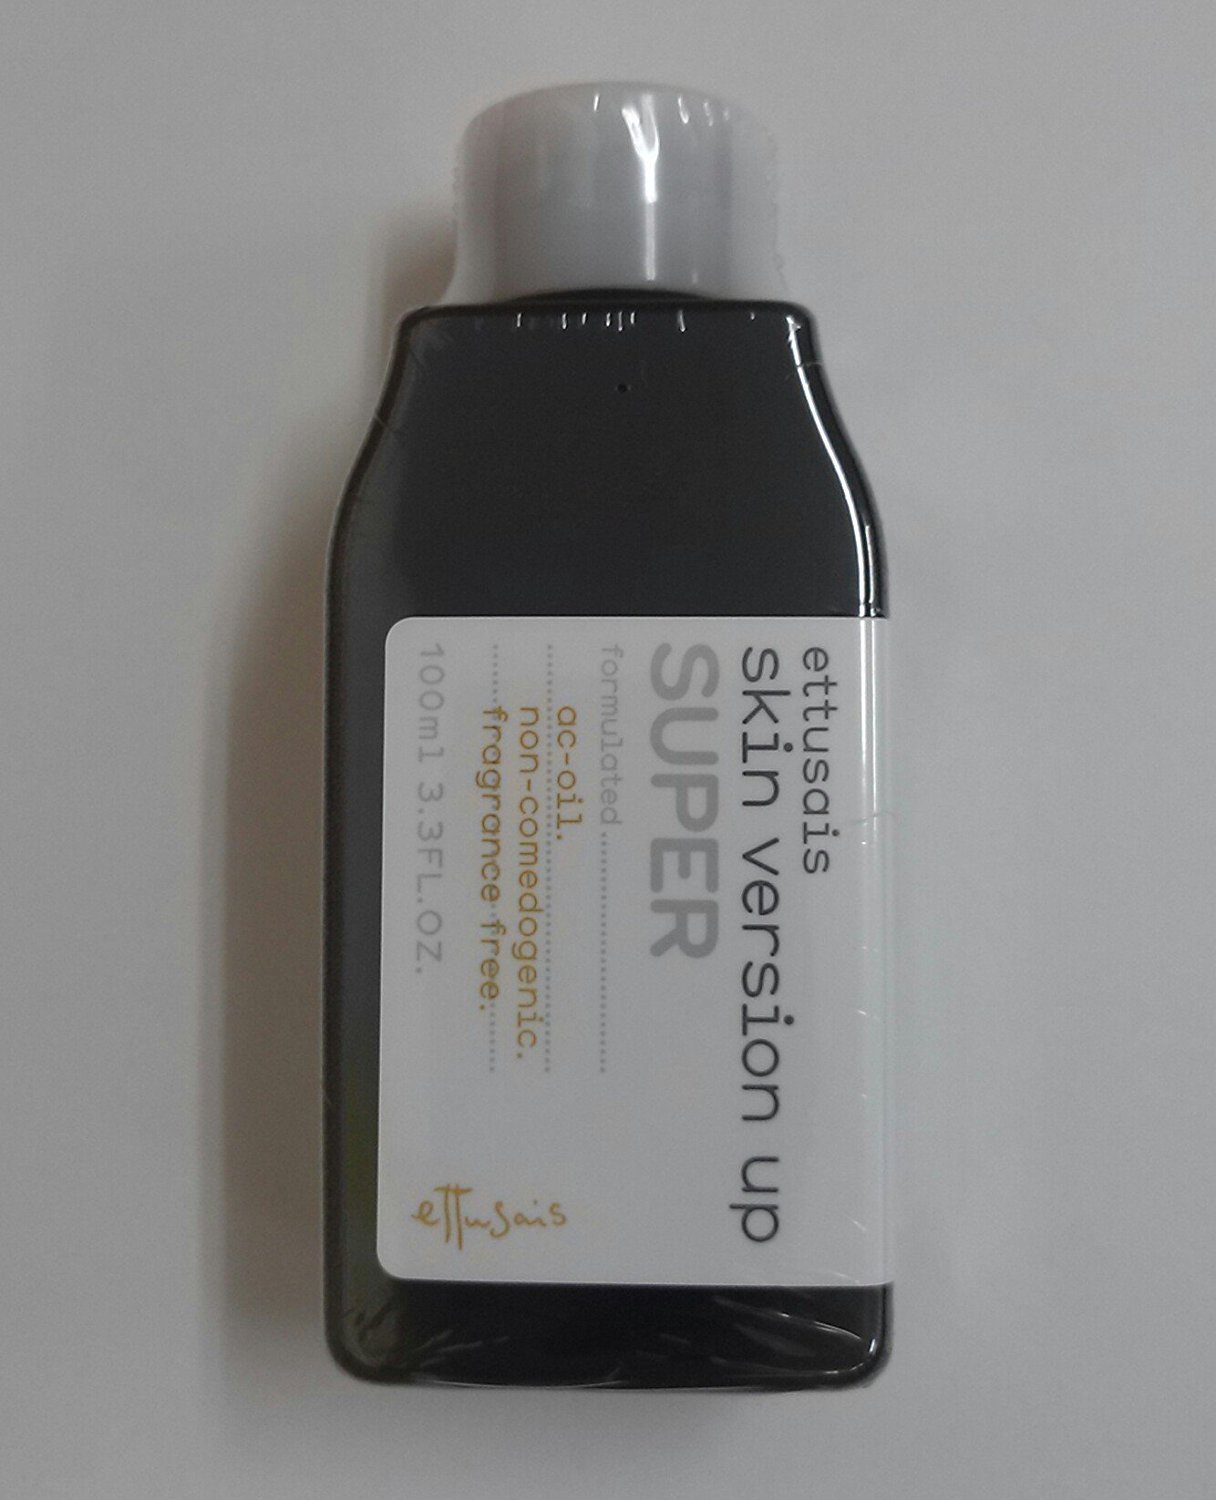 ettusais
skin version up
SUPER
formulated
ac-oil.
non-comedogenic.
fragrance free.
100ml 3.3FL.OZ.
ettusais